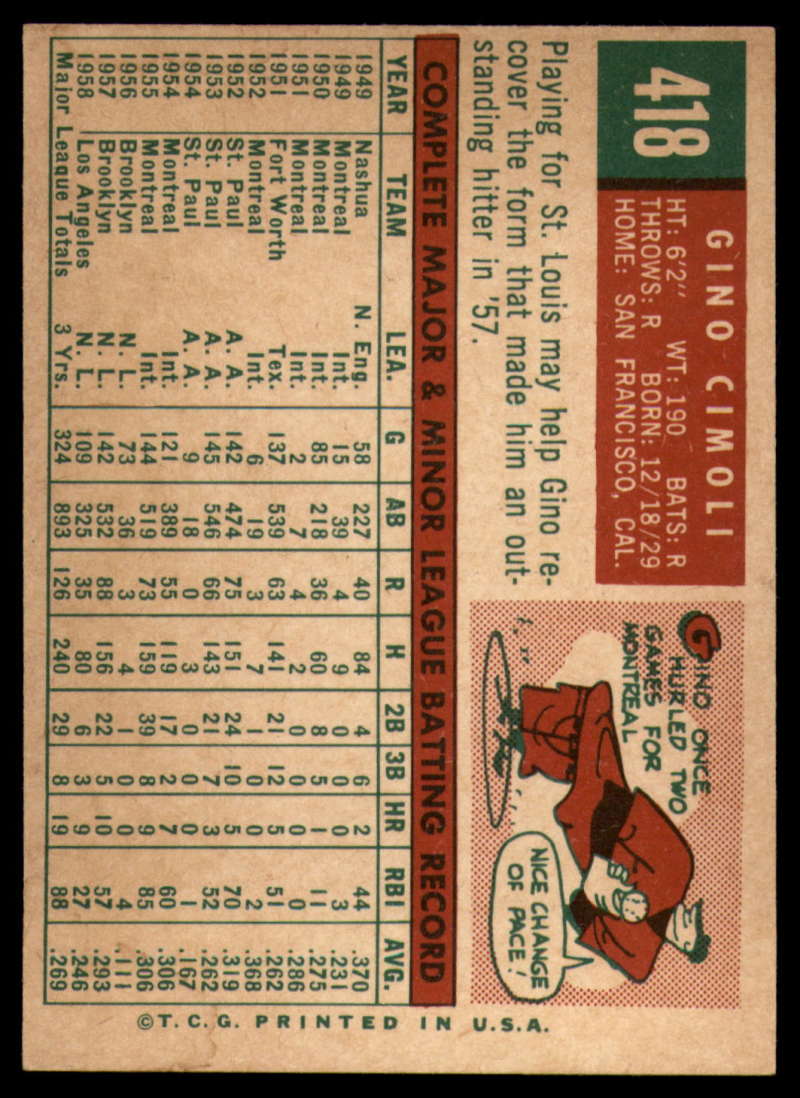 418
GINO CIMOLI
HT: 6'2" WT: 190 BATS: R
THROWS: R BORN: 12/18/29
HOME: SAN FRANCISCO, CAL.
Playing for St. Louis may help Gino re-
cover the form that made him an out-
standing hitter in '57.
GINO ONCE
HURLED TWO
GAMES FOR
MONTREAL
NICE CHANGE
OF PACE!
COMPLETE MAJOR & MINOR LEAGUE BATTING RECORD
YEAR TEAM LEA. G AB R H 2B 3B HR RBI AVG.
1949 Nashua N. Eng. 58 227 40 84 4 6 2 44 .370
1949 Montreal Int. 15 39 4 9 0 0 0 3 .231
1950 Montreal Int. 85 218 36 60 8 5 1 11 .275
1951 Montreal Int. 2 7 4 2 0 0 0 0 .286
1951 Fort Worth Tex. 137 539 63 141 21 12 5 51 .262
1952 Montreal Int. 6 19 3 7 1 0 0 2 .368
1952 St. Paul A. A. 142 474 75 151 24 10 5 70 .319
1953 St. Paul A. A. 145 546 66 143 21 7 3 52 .262
1954 St. Paul A. A. 9 18 0 3 0 0 0 1 .167
1954 Montreal Int. 121 389 55 119 17 2 7 60 .306
1955 Montreal Int. 144 519 73 159 39 8 9 85 .306
1956 Brooklyn N. L. 73 36 3 4 1 0 0 4 .111
1957 Brooklyn N. L. 142 532 88 156 22 5 10 57 .293
1958 Los Angeles N. L. 109 325 35 80 6 3 9 27 .246
Major League Totals 3 Yrs. 324 893 126 240 29 8 19 88 .269
©T.C.G. PRINTED IN U.S.A.